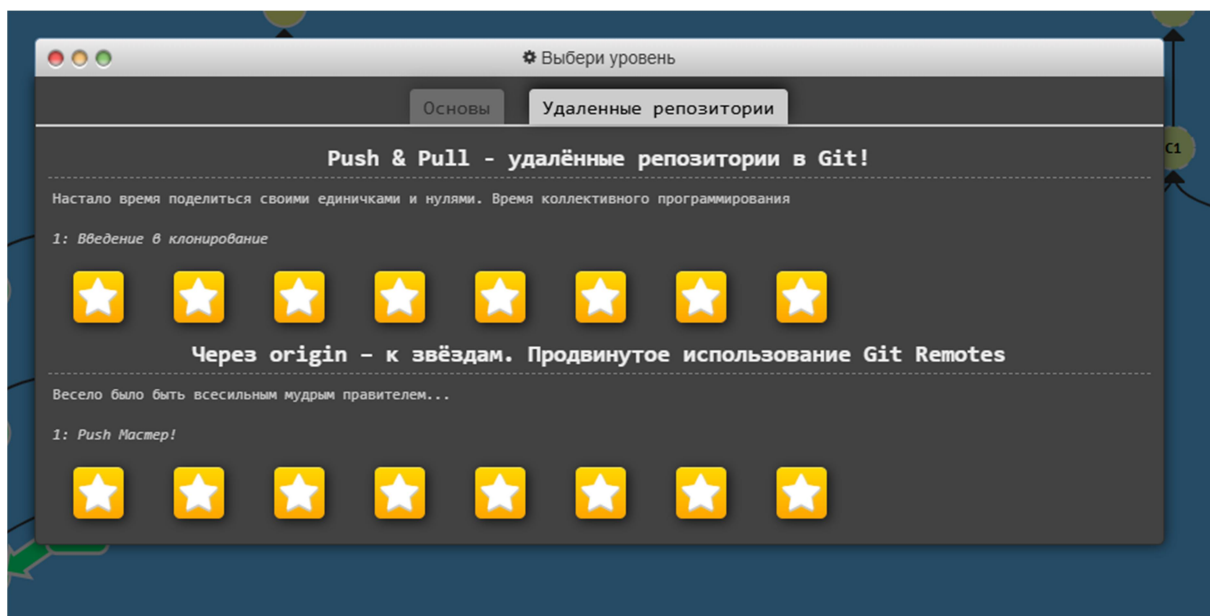 Выбери уровень
Основы
Удаленные репозитории
Push & Pull - удалённые репозитории в Git!
Настало время поделиться своими единичками и нулями. Время коллективного программирования
1: Введение в клонирование
Через origin – к звёздам. Продвинутое использование Git Remotes
Весело было быть всесильным мудрым правителем...
1: Push Мастер!
C1